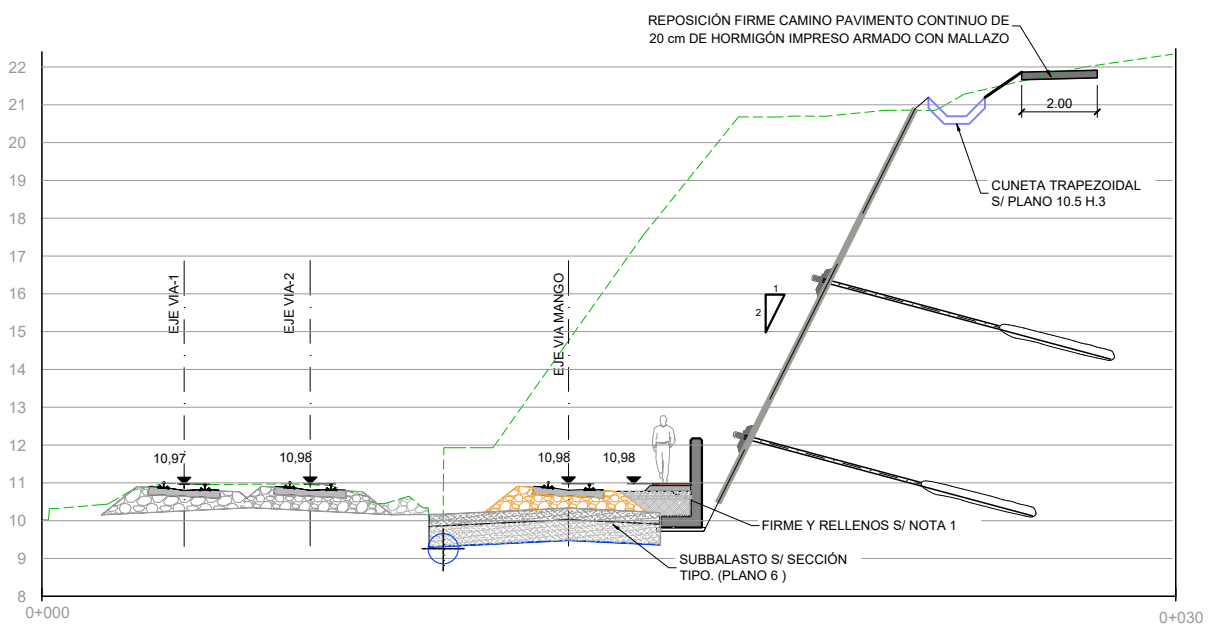 REPOSICIÓN FIRME CAMINO PAVIMENTO CONTINUO DE
20 cm DE HORMIGÓN IMPRESO ARMADO CON MALLAZO
22
21
20
19
18
17
16
15
14
13
12
11
10
9
8
2.00
CUNETA TRAPEZOIDAL
S/ PLANO 10.5 H.3
EJE VIA-1
EJE VIA-2
EJE VIA MANGO
1
2
10,97
10,98
10,98
10,98
FIRME Y RELLENOS S/ NOTA 1
SUBBALASTO S/ SECCIÓN
TIPO. (PLANO 6 )
0+000
0+030